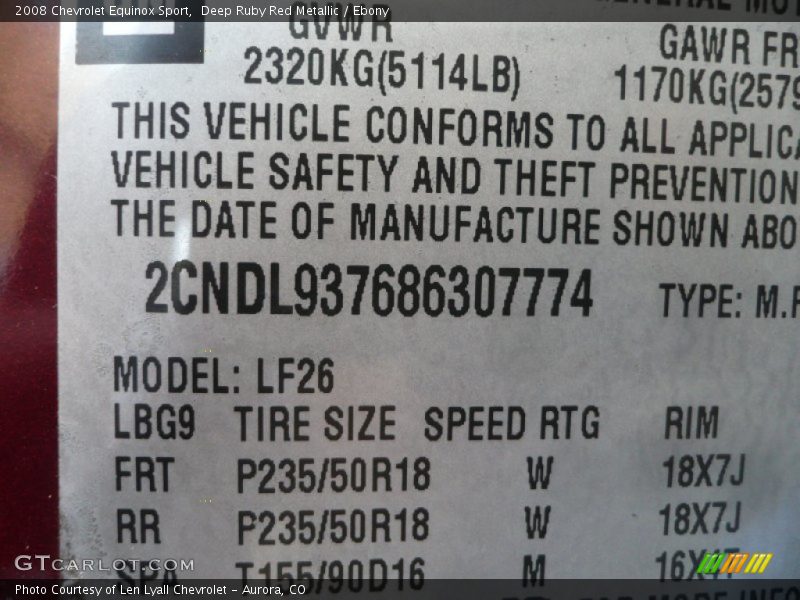 2008 Chevrolet Equinox Sport, Deep Ruby Red Metallic / Ebony
GM
GVWR
2320KG(5114LB)
GAWR FR
1170KG(2579
THIS VEHICLE CONFORMS TO ALL APPLICA
VEHICLE SAFETY AND THEFT PREVENTION
THE DATE OF MANUFACTURE SHOWN ABO
2CNDL937686307774 TYPE: M.P
MODEL: LF26
LBG9 TIRE SIZE SPEED RTG RIM
FRT P235/50R18 W 18X7J
RR P235/50R18 W 18X7J
SPA T155/90D16 M
GTCARLOT.COM
Photo Courtesy of Len Lyall Chevrolet - Aurora, CO